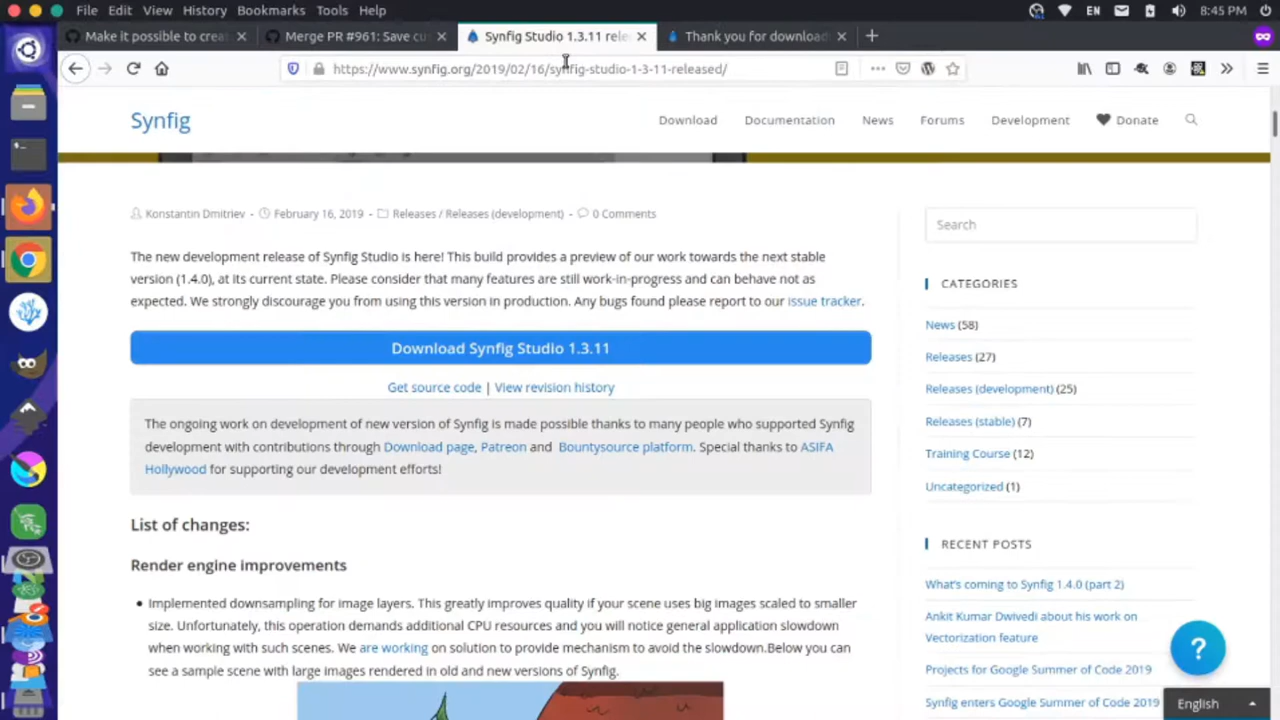 File Edit View History Bookmarks Tools Help EN 8:45 PM
Make it possible to creat
Merge PR #961: Save cu
Synfig Studio 1.3.11 rele
Thank you for download
https://www.synfig.org/2019/02/16/synfig-studio-1-3-11-released/
Synfig
Download Documentation News Forums Development Donate
Konstantin Dmitriev - February 16, 2019 - Releases / Releases (development) - 0 Comments
The new development release of Synfig Studio is here! This build provides a preview of our work towards the next stable
version (1.4.0), at its current state. Please consider that many features are still work-in-progress and can behave not as
expected. We strongly discourage you from using this version in production. Any bugs found please report to our issue tracker.
Download Synfig Studio 1.3.11
Get source code | View revision history
The ongoing work on development of new version of Synfig is made possible thanks to many people who supported Synfig
development with contributions through Download page, Patreon and Bountysource platform. Special thanks to ASIFA
Hollywood for supporting our development efforts!
List of changes:
Render engine improvements
• Implemented downsampling for image layers. This greatly improves quality if your scene uses big images scaled to smaller
size. Unfortunately, this operation demands additional CPU resources and you will notice general application slowdown
when working with such scenes. We are working on solution to provide mechanism to avoid the slowdown.Below you can
see a sample scene with large images rendered in old and new versions of Synfig.
Search
CATEGORIES
News (58)
Releases (27)
Releases (development) (25)
Releases (stable) (7)
Training Course (12)
Uncategorized (1)
RECENT POSTS
What's coming to Synfig 1.4.0 (part 2)
Ankit Kumar Dwivedi about his work on
Vectorization feature
Projects for Google Summer of Code 2019
Synfig enters Google Summer of Code 2019
?
English